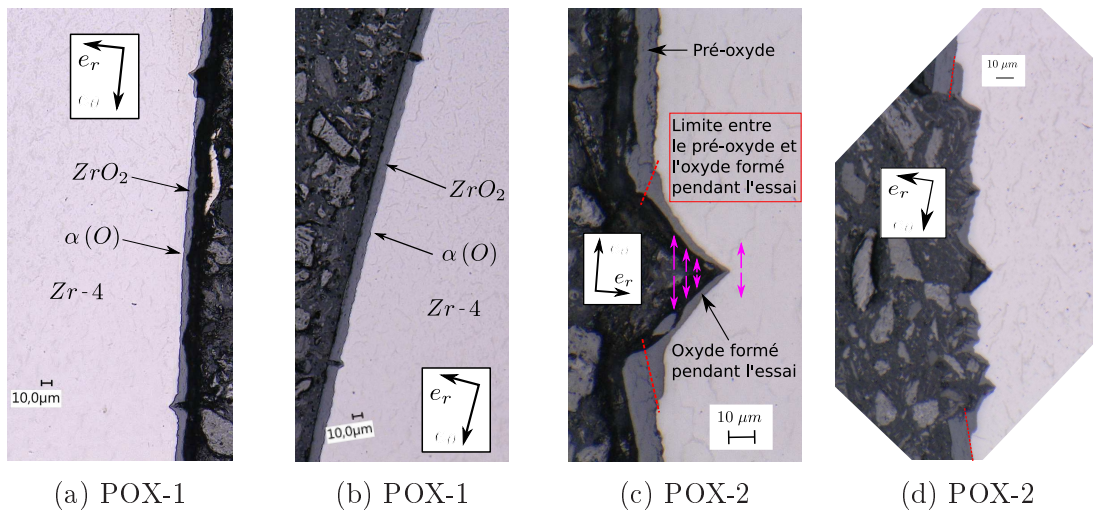 e_r
ZrO₂
α(O)
Zr-4
10,0µm
(a) POX-1
ZrO₂
α(O)
Zr-4
e_r
10,0µm
(b) POX-1
Pré-oxyde
Limite entre
le pré-oxyde et
l'oxyde formé
pendant l'essai
e_r
Oxyde formé
pendant l'essai
10 µm
(c) POX-2
10 µm
e_r
(d) POX-2